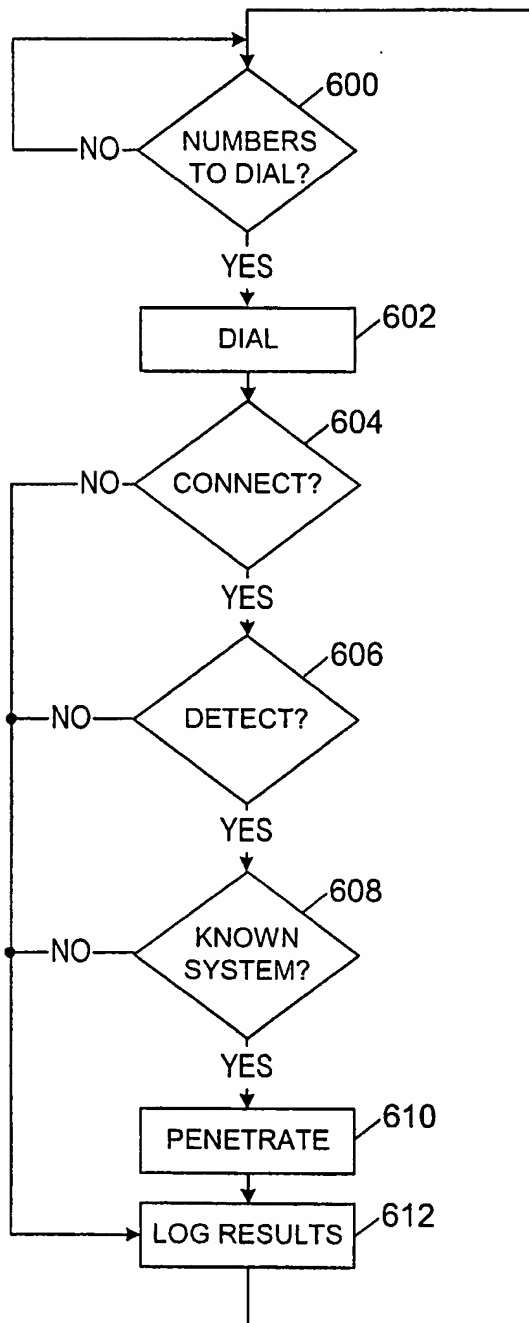 600
NUMBERS
TO DIAL?
NO
YES
DIAL
602
604
CONNECT?
NO
YES
606
DETECT?
NO
YES
608
KNOWN
SYSTEM?
NO
YES
PENETRATE
610
LOG RESULTS
612